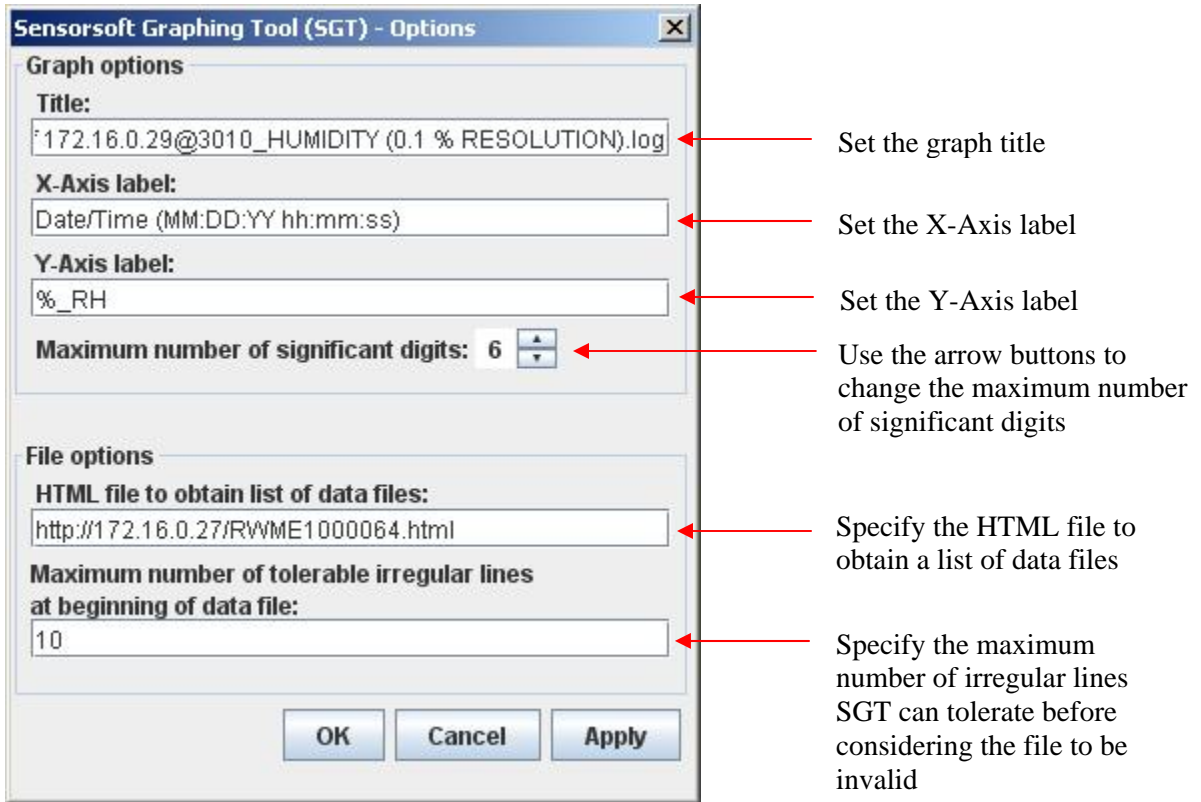 Sensorsoft Graphing Tool (SGT) - Options
Graph options
Title:
172.16.0.29@3010_HUMIDITY (0.1 % RESOLUTION).log
Set the graph title
X-Axis label:
Date/Time (MM:DD:YY hh:mm:ss)
Set the X-Axis label
Y-Axis label:
%_RH
Set the Y-Axis label
Maximum number of significant digits: 6
Use the arrow buttons to
change the maximum number
of significant digits
File options
HTML file to obtain list of data files:
http://172.16.0.27/RWME1000064.html
Specify the HTML file to
obtain a list of data files
Maximum number of tolerable irregular lines
at beginning of data file:
10
Specify the maximum
number of irregular lines
SGT can tolerate before
considering the file to be
invalid
OK
Cancel
Apply